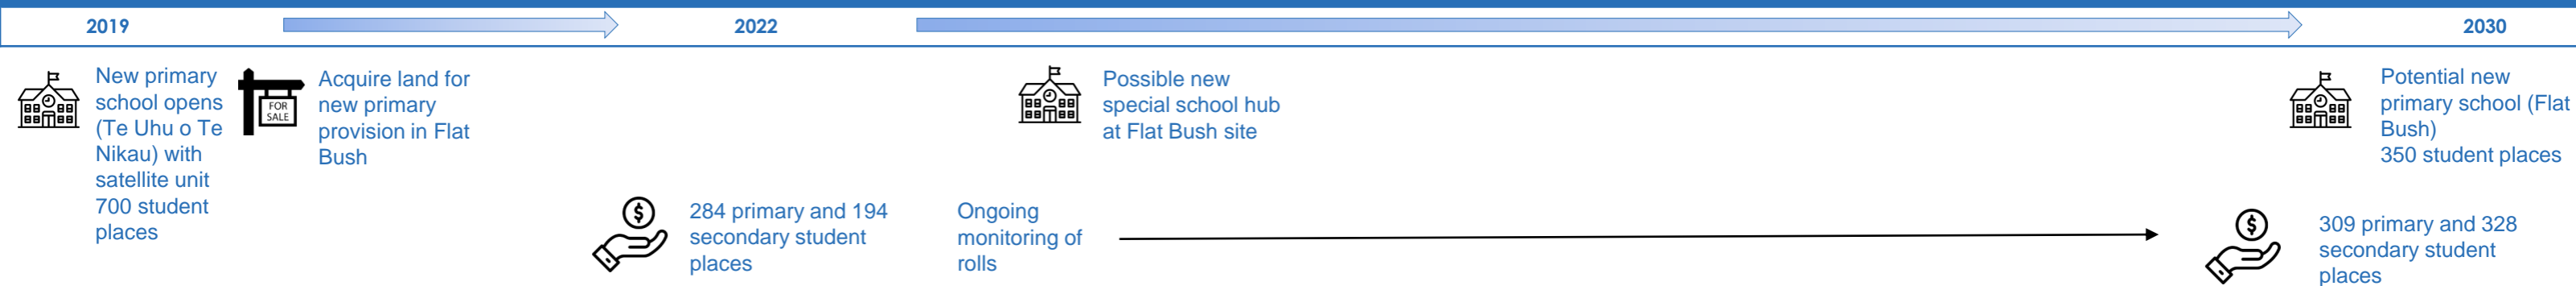 2019
2022
2030
New primary
school opens
(Te Uhu o Te
Nikau) with
satellite unit
700 student
places
FOR
SALE
Acquire land for
new primary
provision in Flat
Bush
Possible new
special school hub
at Flat Bush site
Potential new
primary school (Flat
Bush)
350 student places
$
284 primary and 194
secondary student
places
Ongoing
monitoring of
rolls
$
309 primary and 328
secondary student
places